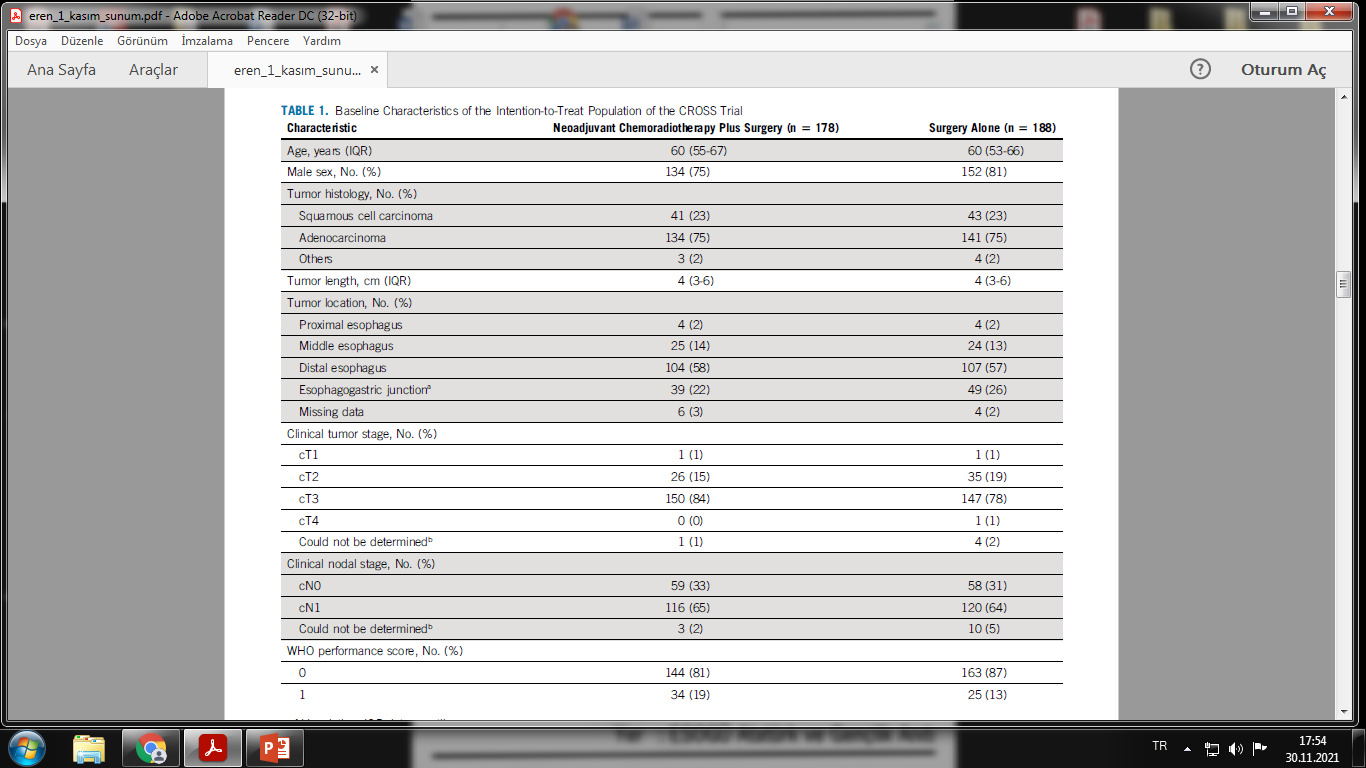 eren_1_kasım_sunum.pdf - Adobe Acrobat Reader DC (32-bit)
Dosya Düzenle Görünüm İmzalama Pencere Yardım
Ana Sayfa Araçlar eren_1_kasım_sunu... × ? Oturum Aç
TABLE 1. Baseline Characteristics of the Intention-to-Treat Population of the CROSS Trial
Characteristic Neoadjuvant Chemoradiotherapy Plus Surgery (n = 178) Surgery Alone (n = 188)
Age, years (IQR) 60 (55-67) 60 (53-66)
Male sex, No. (%) 134 (75) 152 (81)
Tumor histology, No. (%)
Squamous cell carcinoma 41 (23) 43 (23)
Adenocarcinoma 134 (75) 141 (75)
Others 3 (2) 4 (2)
Tumor length, cm (IQR) 4 (3-6) 4 (3-6)
Tumor location, No. (%)
Proximal esophagus 4 (2) 4 (2)
Middle esophagus 25 (14) 24 (13)
Distal esophagus 104 (58) 107 (57)
Esophagogastric junctionᵃ 39 (22) 49 (26)
Missing data 6 (3) 4 (2)
Clinical tumor stage, No. (%)
cT1 1 (1) 1 (1)
cT2 26 (15) 35 (19)
cT3 150 (84) 147 (78)
cT4 0 (0) 1 (1)
Could not be determinedᵇ 1 (1) 4 (2)
Clinical nodal stage, No. (%)
cN0 59 (33) 58 (31)
cN1 116 (65) 120 (64)
Could not be determinedᵇ 3 (2) 10 (5)
WHO performance score, No. (%)
0 144 (81) 163 (87)
1 34 (19) 25 (13)
TR 17:54
30.11.2021